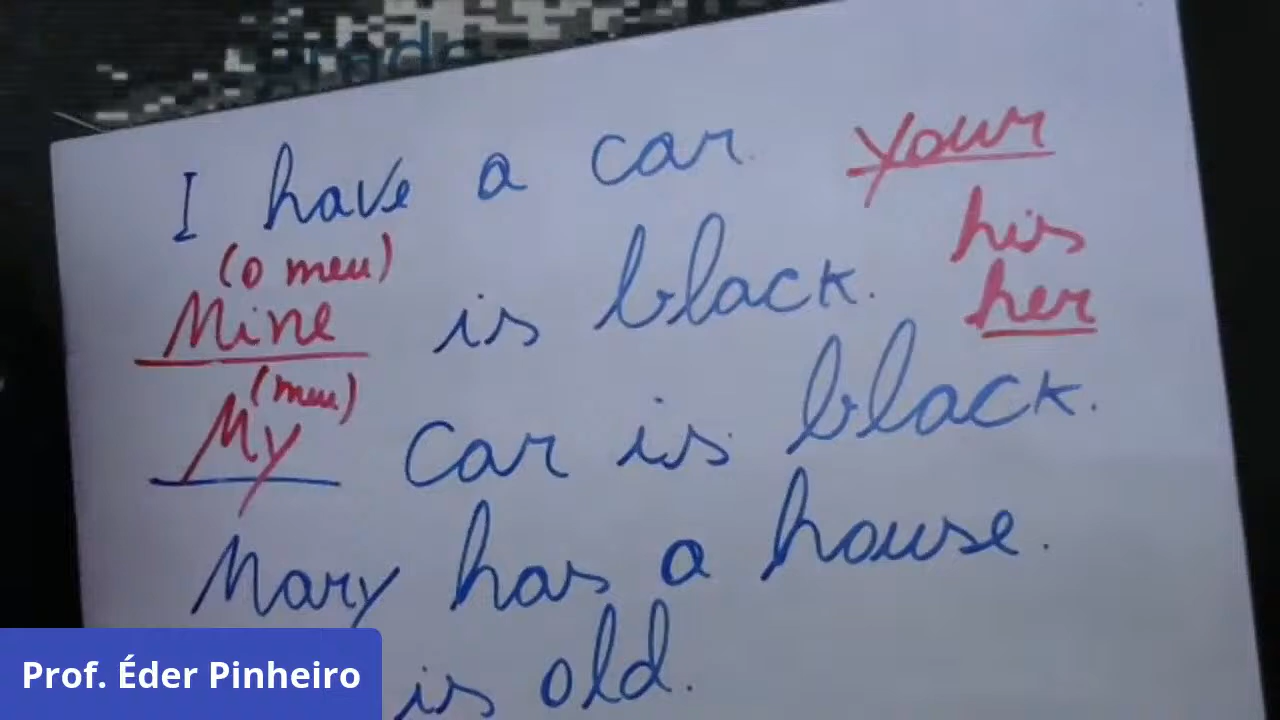 I have a car.
your
(o meu)
his
Mine is black.
her
(meu)
My Car is black.
Mary has a house.
is old.
Prof. Éder Pinheiro